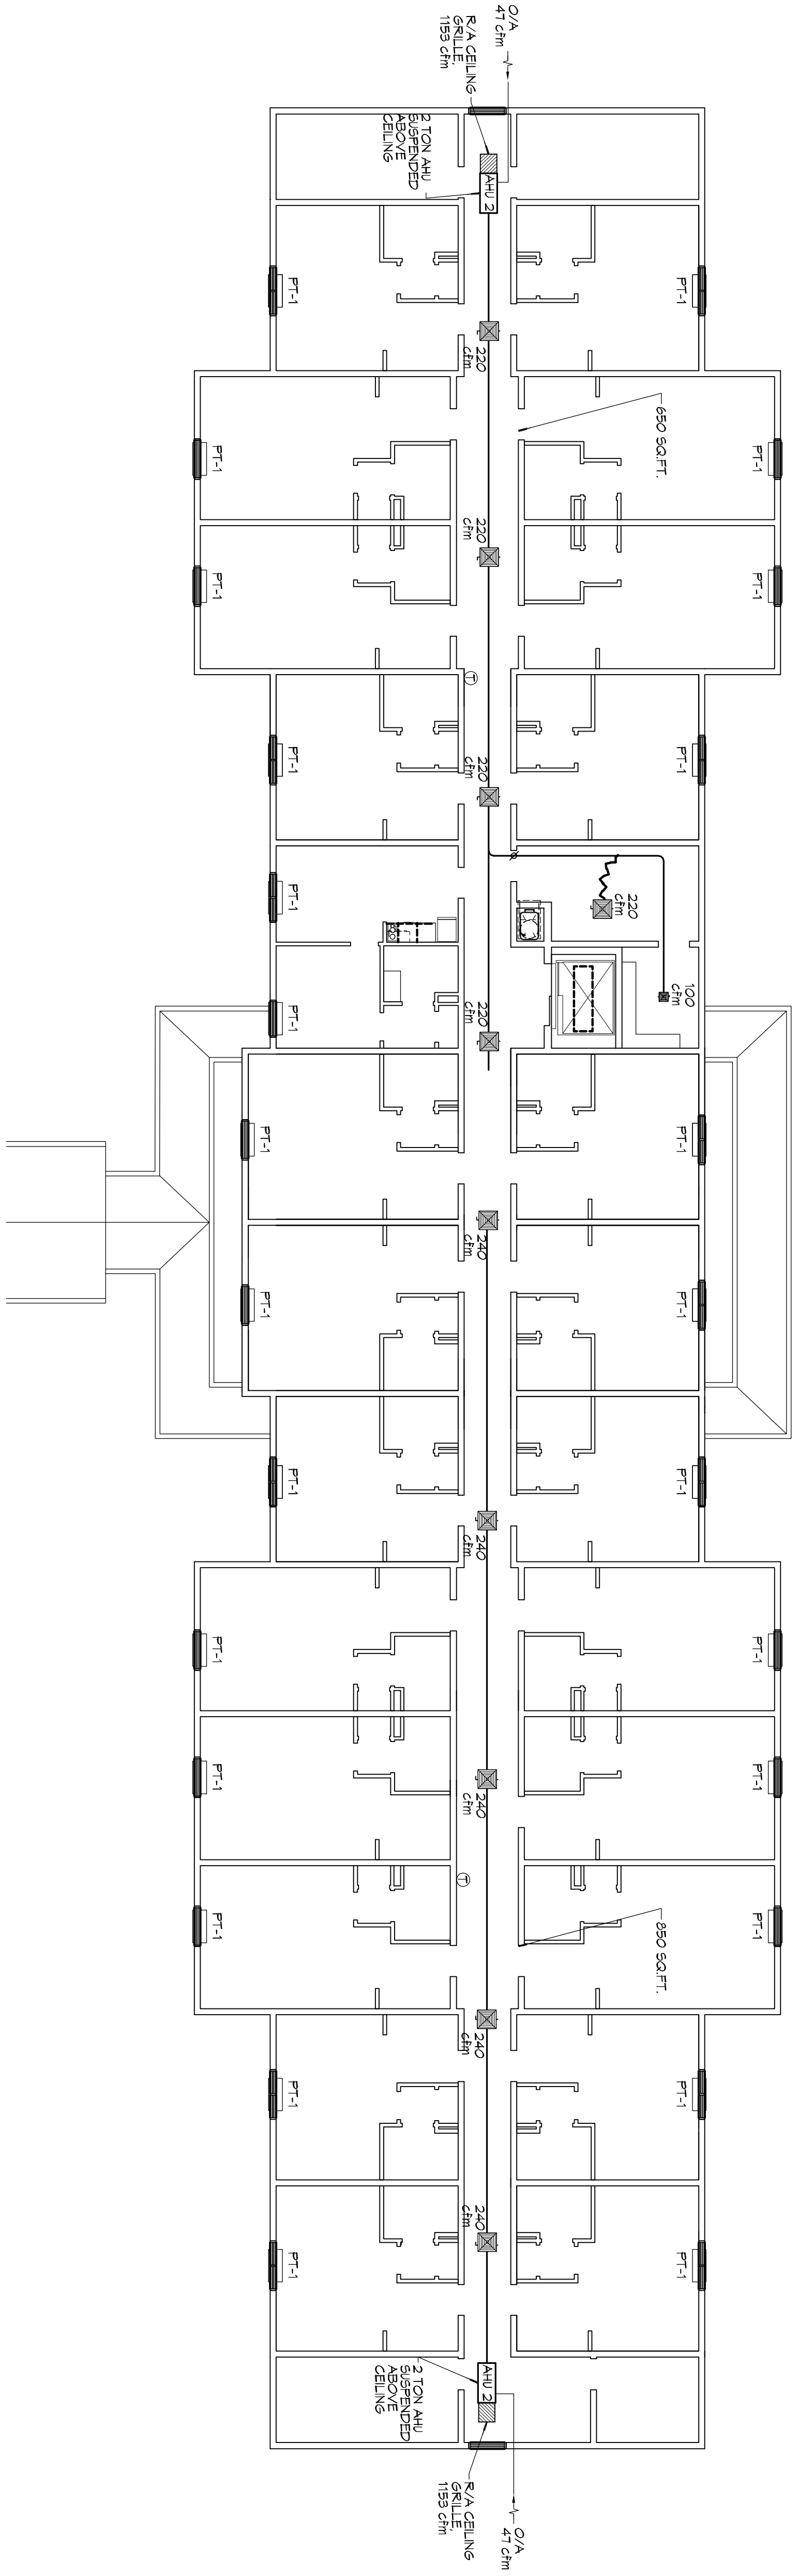 PT-1
PT-1
PT-1
PT-1
PT-1
PT-1
PT-1
PT-1
PT-1
PT-1
PT-1
PT-1
650 SQ.FT.
100
cfm
850 SQ.FT.
220
cfm
O/A
47 cfm
AHU 2
220
cfm
220
cfm
T
220
cfm
220
cfm
240
cfm
240
cfm
240
cfm
T
240
cfm
240
cfm
AHU 2
O/A
47 cfm
R/A CEILING
GRILLE,
1153 cfm
2 TON AHU
SUSPENDED
ABOVE
CEILING
2 TON AHU
SUSPENDED
ABOVE
CEILING
R/A CEILING
GRILLE,
1153 cfm
PT-1
PT-1
PT-1
PT-1
PT-1
PT-1
PT-1
PT-1
PT-1
PT-1
PT-1
PT-1
PT-1
PT-1